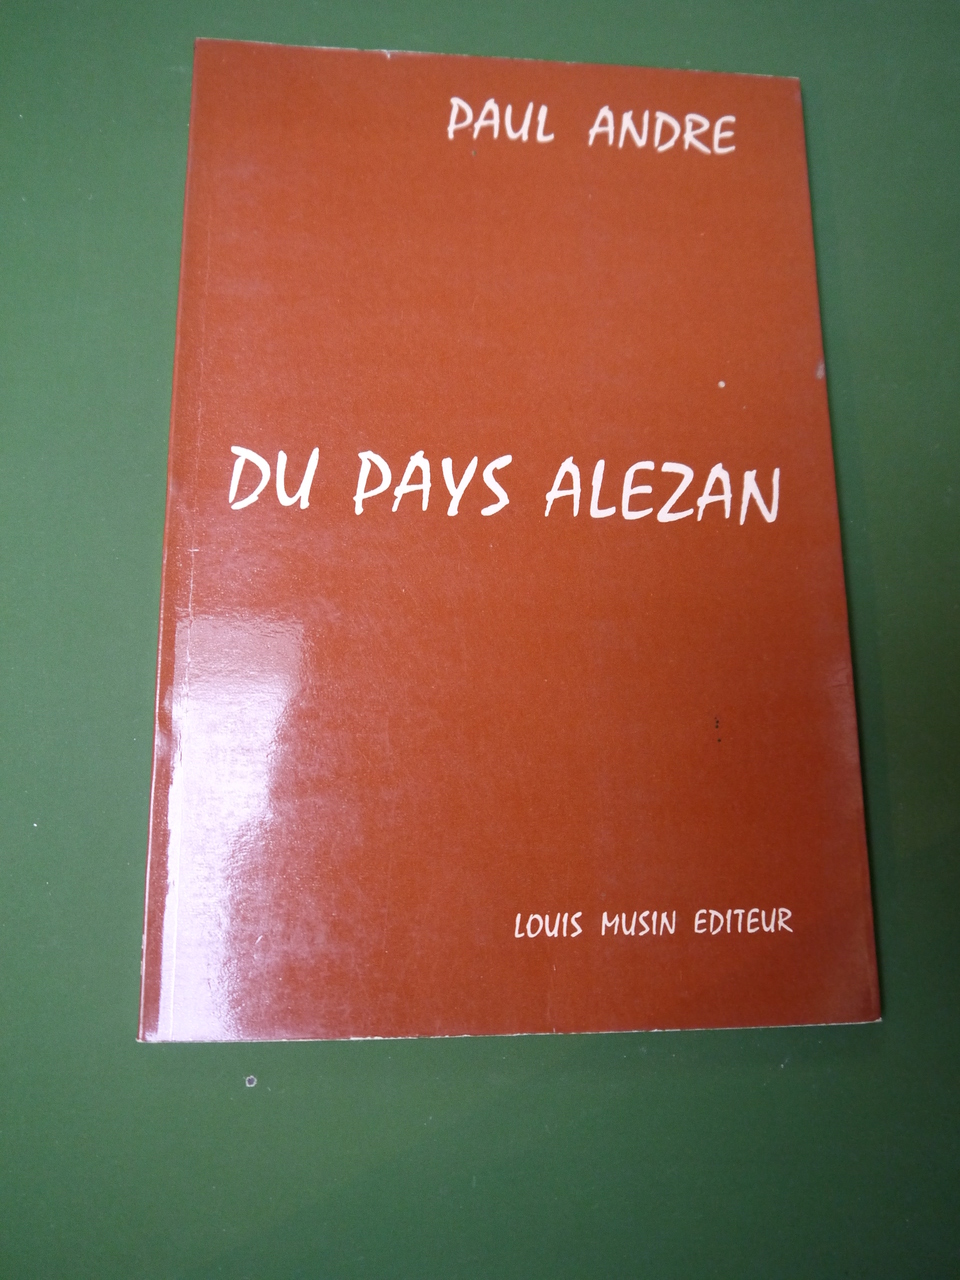 PAUL ANDRE
DU PAYS ALEZAN
LOUIS MUSIN EDITEUR